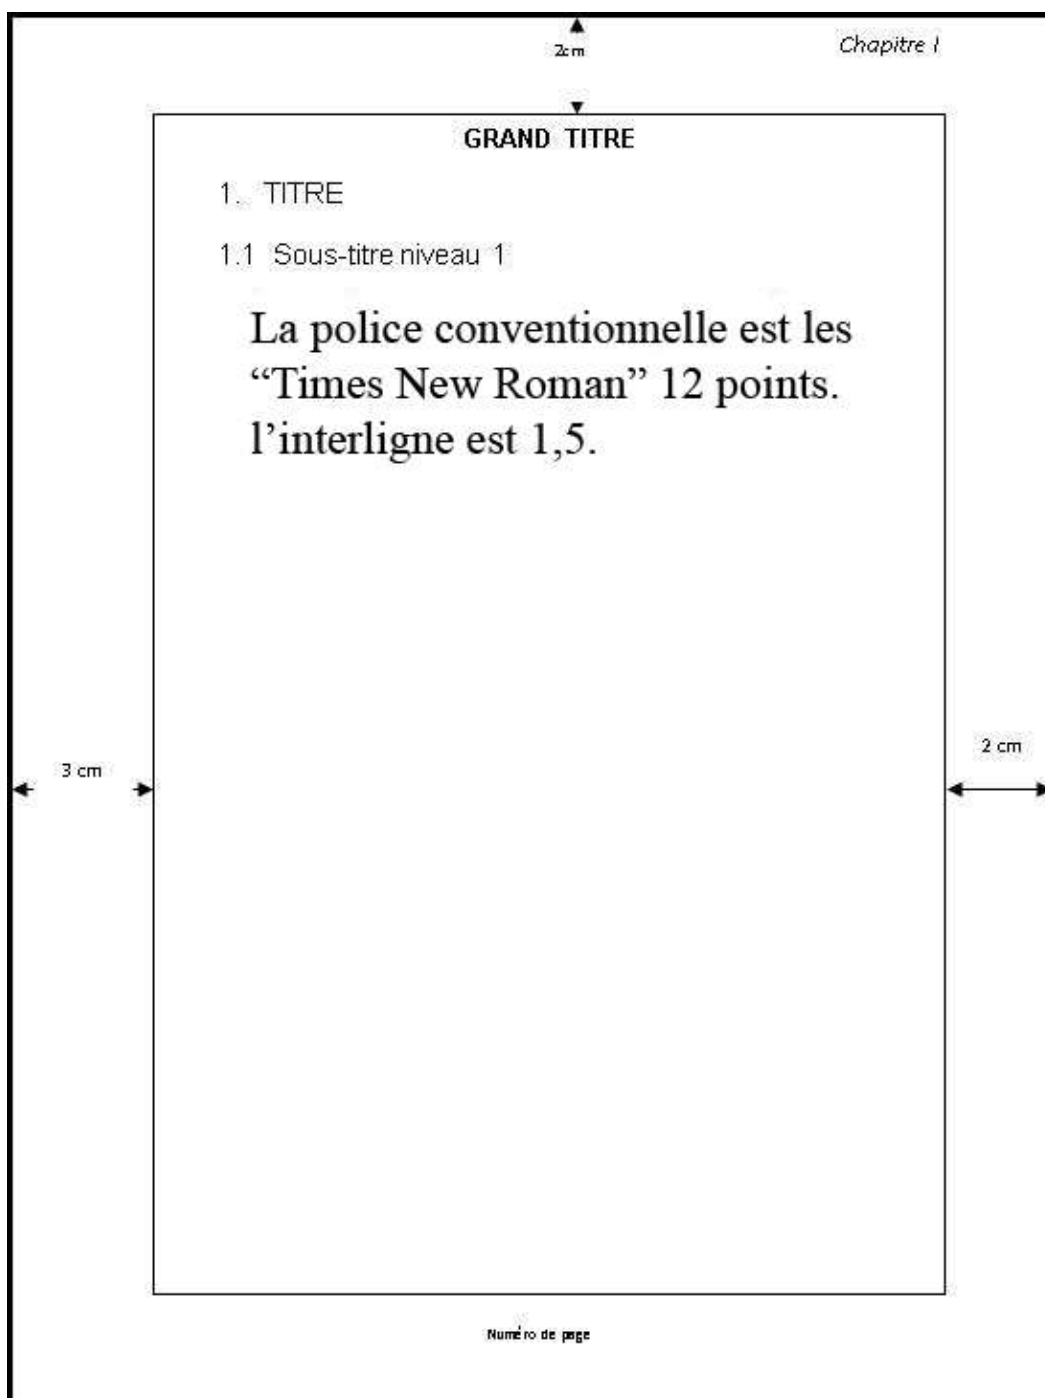 2cm
Chapitre I
GRAND TITRE
1. TITRE
1.1 Sous-titre niveau 1
La police conventionnelle est les
“Times New Roman” 12 points.
l’interligne est 1,5.
2 cm
3 cm
Numéro de page